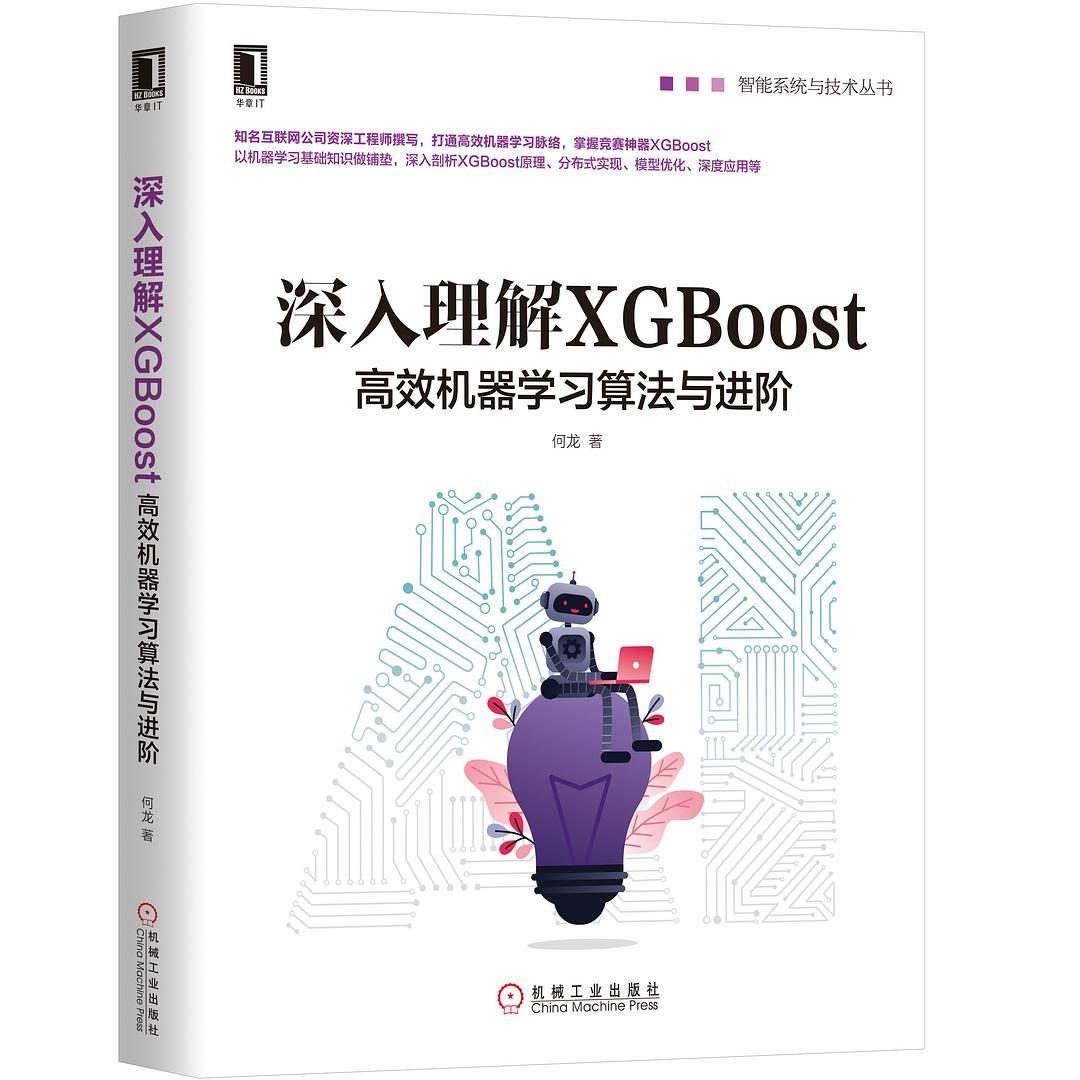 HZ BOOKS
华章IT
深入理解XGBoost
高效机器学习算法与进阶
何龙 著
机械工业出版社
China Machine Press
HZ BOOKS
华章IT
智能系统与技术丛书
知名互联网公司资深工程师撰写，打通高效机器学习脉络，掌握竞赛神器XGBoost
以机器学习基础知识做铺垫，深入剖析XGBoost原理、分布式实现、模型优化、深度应用等
深入理解XGBoost
高效机器学习算法与进阶
何龙 著
AI
机械工业出版社
China Machine Press